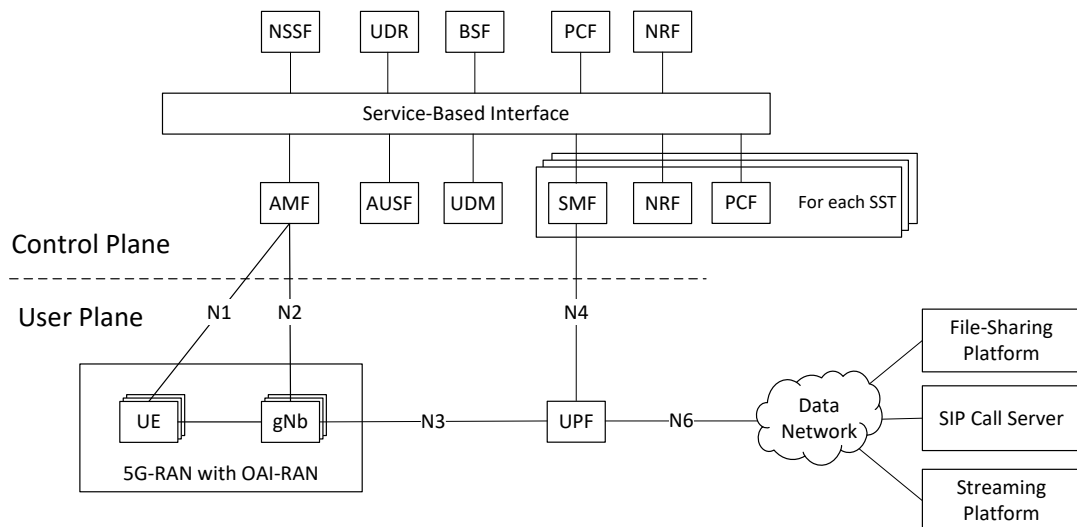 NSSF UDR BSF PCF NRF
Service-Based Interface
AMF AUSF UDM SMF NRF PCF For each SST
Control Plane
User Plane
N1 N2 N4
File-Sharing
Platform
UE gNb N3 UPF N6 Data
Network
SIP Call Server
5G-RAN with OAI-RAN
Streaming
Platform